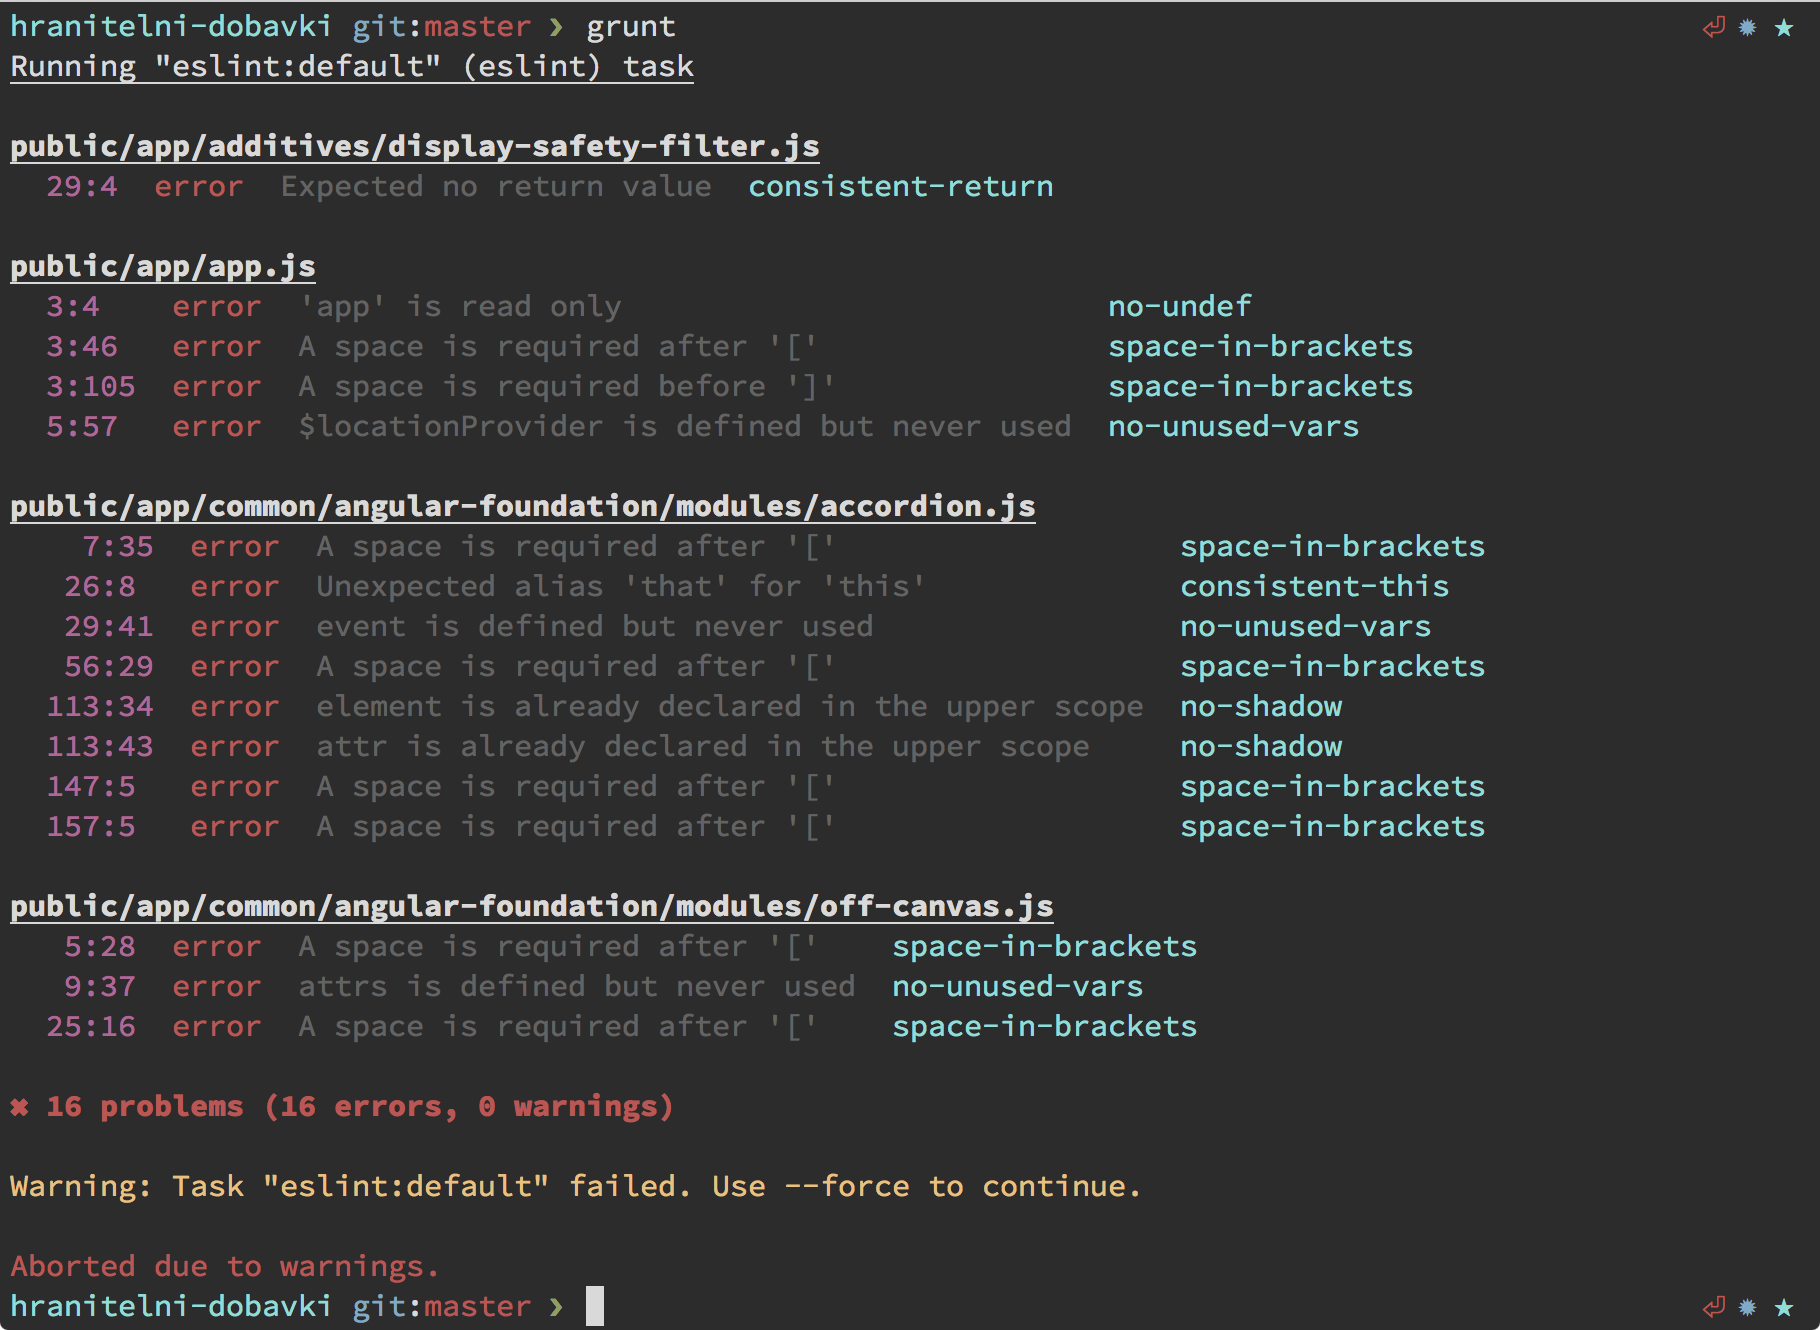 hranitelni-dobavki git:master ❯ grunt ⏎ ✹ ★
Running "eslint:default" (eslint) task
public/app/additives/display-safety-filter.js
29:4 error Expected no return value consistent-return
public/app/app.js
3:4 error 'app' is read only no-undef
3:46 error A space is required after '[' space-in-brackets
3:105 error A space is required before ']' space-in-brackets
5:57 error $locationProvider is defined but never used no-unused-vars
public/app/common/angular-foundation/modules/accordion.js
7:35 error A space is required after '[' space-in-brackets
26:8 error Unexpected alias 'that' for 'this' consistent-this
29:41 error event is defined but never used no-unused-vars
56:29 error A space is required after '[' space-in-brackets
113:34 error element is already declared in the upper scope no-shadow
113:43 error attr is already declared in the upper scope no-shadow
147:5 error A space is required after '[' space-in-brackets
157:5 error A space is required after '[' space-in-brackets
public/app/common/angular-foundation/modules/off-canvas.js
5:28 error A space is required after '[' space-in-brackets
9:37 error attrs is defined but never used no-unused-vars
25:16 error A space is required after '[' space-in-brackets
✖ 16 problems (16 errors, 0 warnings)
Warning: Task "eslint:default" failed. Use --force to continue.
Aborted due to warnings.
hranitelni-dobavki git:master ❯ ⏎ ✹ ★